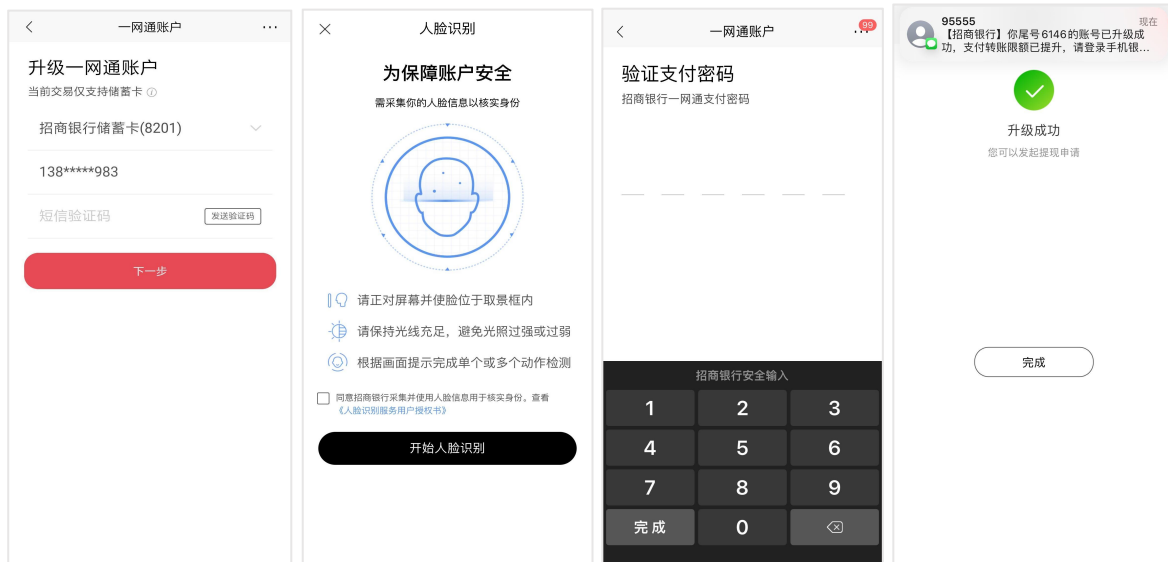 一网通账户
升级一网通账户
当前交易仅支持储蓄卡
招商银行储蓄卡(8201)
138*****983
短信验证码
发送验证码
下一步
人脸识别
为保障账户安全
需采集你的人脸信息以核实身份
请正对屏幕并使脸位于取景框内
请保持光线充足，避免光照过强或过弱
根据画面提示完成单个或多个动作检测
同意招商银行采集并使用人脸信息用于核实身份。查看
《人脸识别服务用户授权书》
开始人脸识别
一网通账户
99
验证支付密码
招商银行一网通支付密码
招商银行安全输入
1 2 3
4 5 6
7 8 9
完成 0
95555 现在
【招商银行】你尾号6146的账号已升级成
功，支付转账限额已提升，请登录手机银...
升级成功
您可以发起提现申请
完成